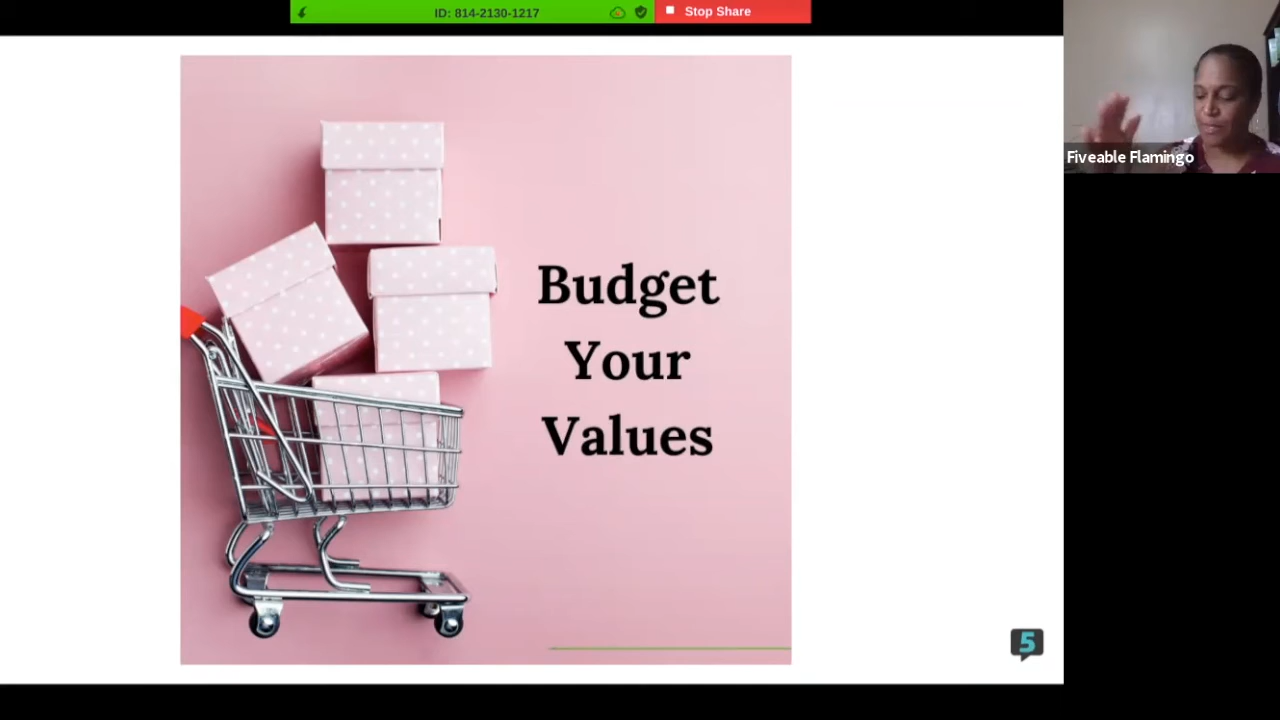 ID: 814-2130-1217
Stop Share
Fiveable Flamingo
Budget
Your
Values
5